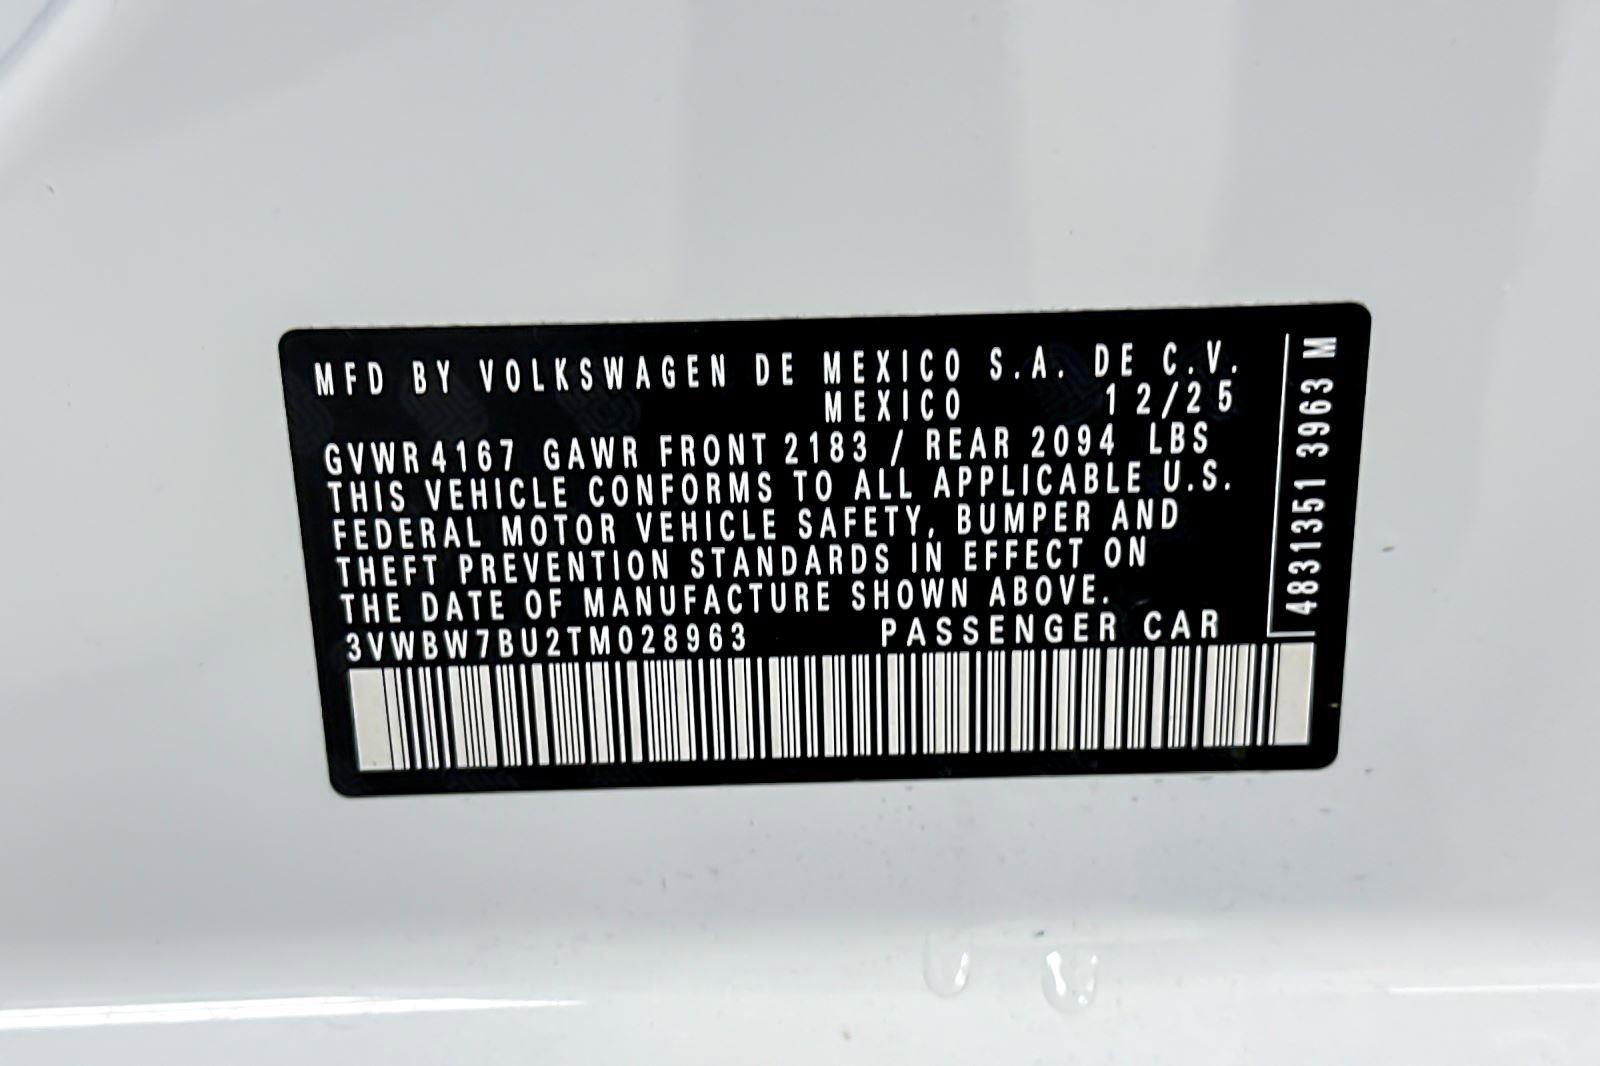 MFD BY VOLKSWAGEN DE MEXICO S.A. DE C.V.
MEXICO 12/25
GVWR 4167 GAWR FRONT 2183 / REAR 2094 LBS
THIS VEHICLE CONFORMS TO ALL APPLICABLE U.S.
FEDERAL MOTOR VEHICLE SAFETY, BUMPER AND
THEFT PREVENTION STANDARDS IN EFFECT ON
THE DATE OF MANUFACTURE SHOWN ABOVE.
3VWBW7BU2TM028963 PASSENGER CAR
4831351 3963 M